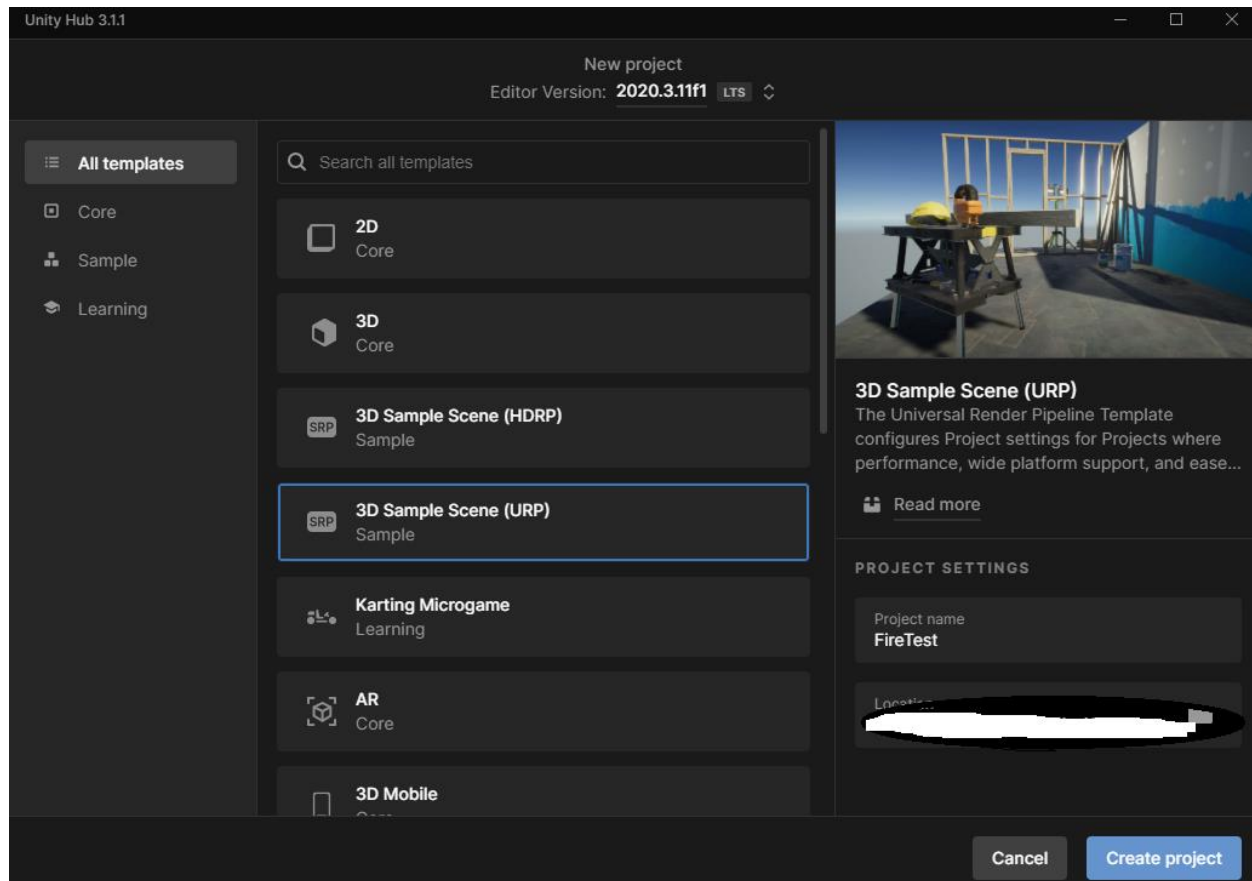 Unity Hub 3.1.1
New project
Editor Version: 2020.3.11f1 LTS
All templates
Core
Sample
Learning
Search all templates
2D
Core
3D
Core
3D Sample Scene (HDRP)
SRP
Sample
3D Sample Scene (URP)
SRP
Sample
Karting Microgame
Learning
AR
Core
3D Mobile
3D Sample Scene (URP)
The Universal Render Pipeline Template
configures Project settings for Projects where
performance, wide platform support, and ease...
Read more
PROJECT SETTINGS
Project name
FireTest
Location
Cancel
Create project